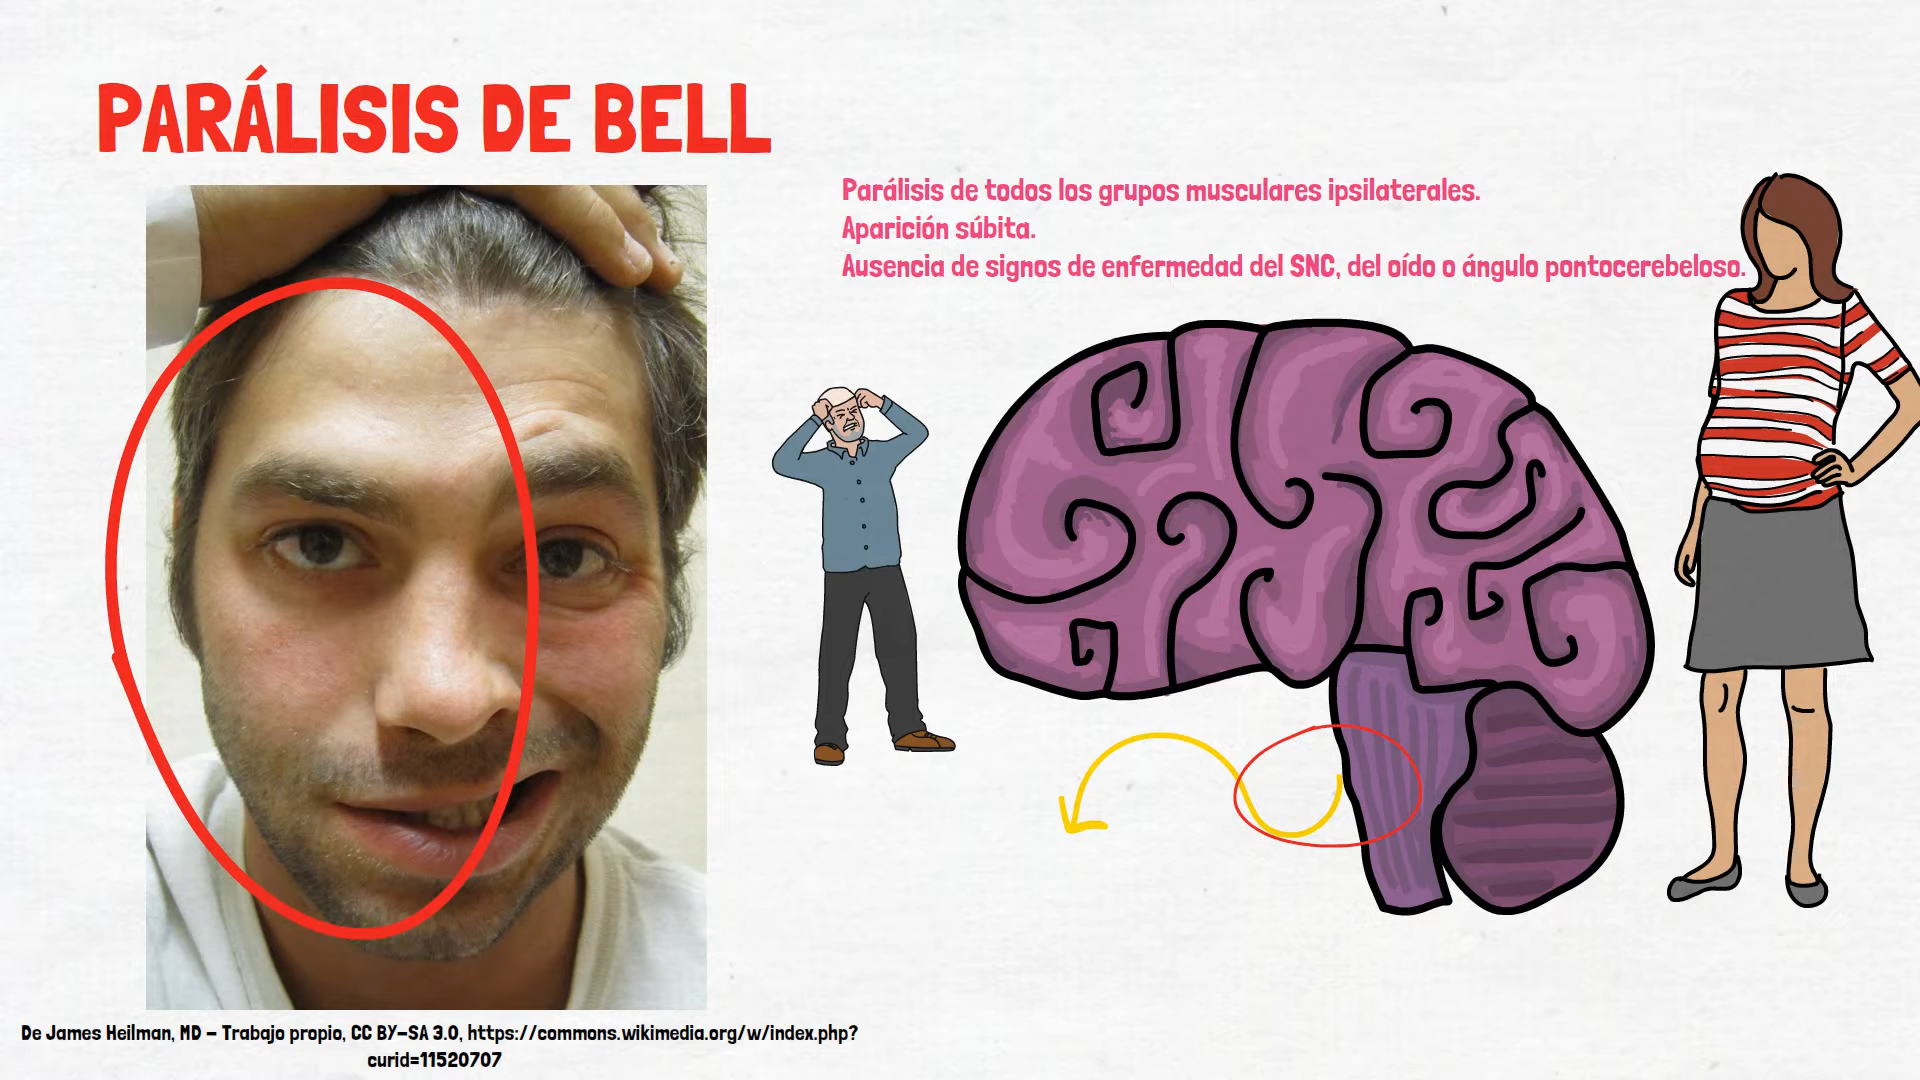 PARÁLISIS DE BELL
Parálisis de todos los grupos musculares ipsilaterales.
Aparición súbita.
Ausencia de signos de enfermedad del SNC, del oído o ángulo pontocerebeloso.
De James Heilman, MD - Trabajo propio, CC BY-SA 3.0, https://commons.wikimedia.org/w/index.php?
curid=11520707